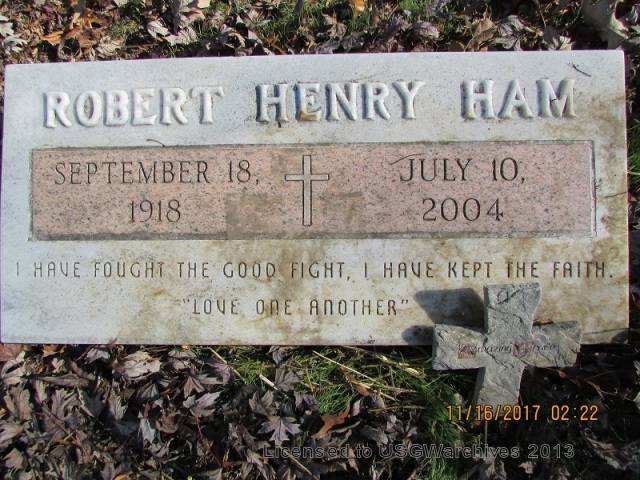 ROBERT HENRY HAM
SEPTEMBER 18, JULY 10,
1918 2004
I HAVE FOUGHT THE GOOD FIGHT, I HAVE KEPT THE FAITH.
"LOVE ONE ANOTHER"
11/16/2017 02:22
Licensed to USGWarchives 2013